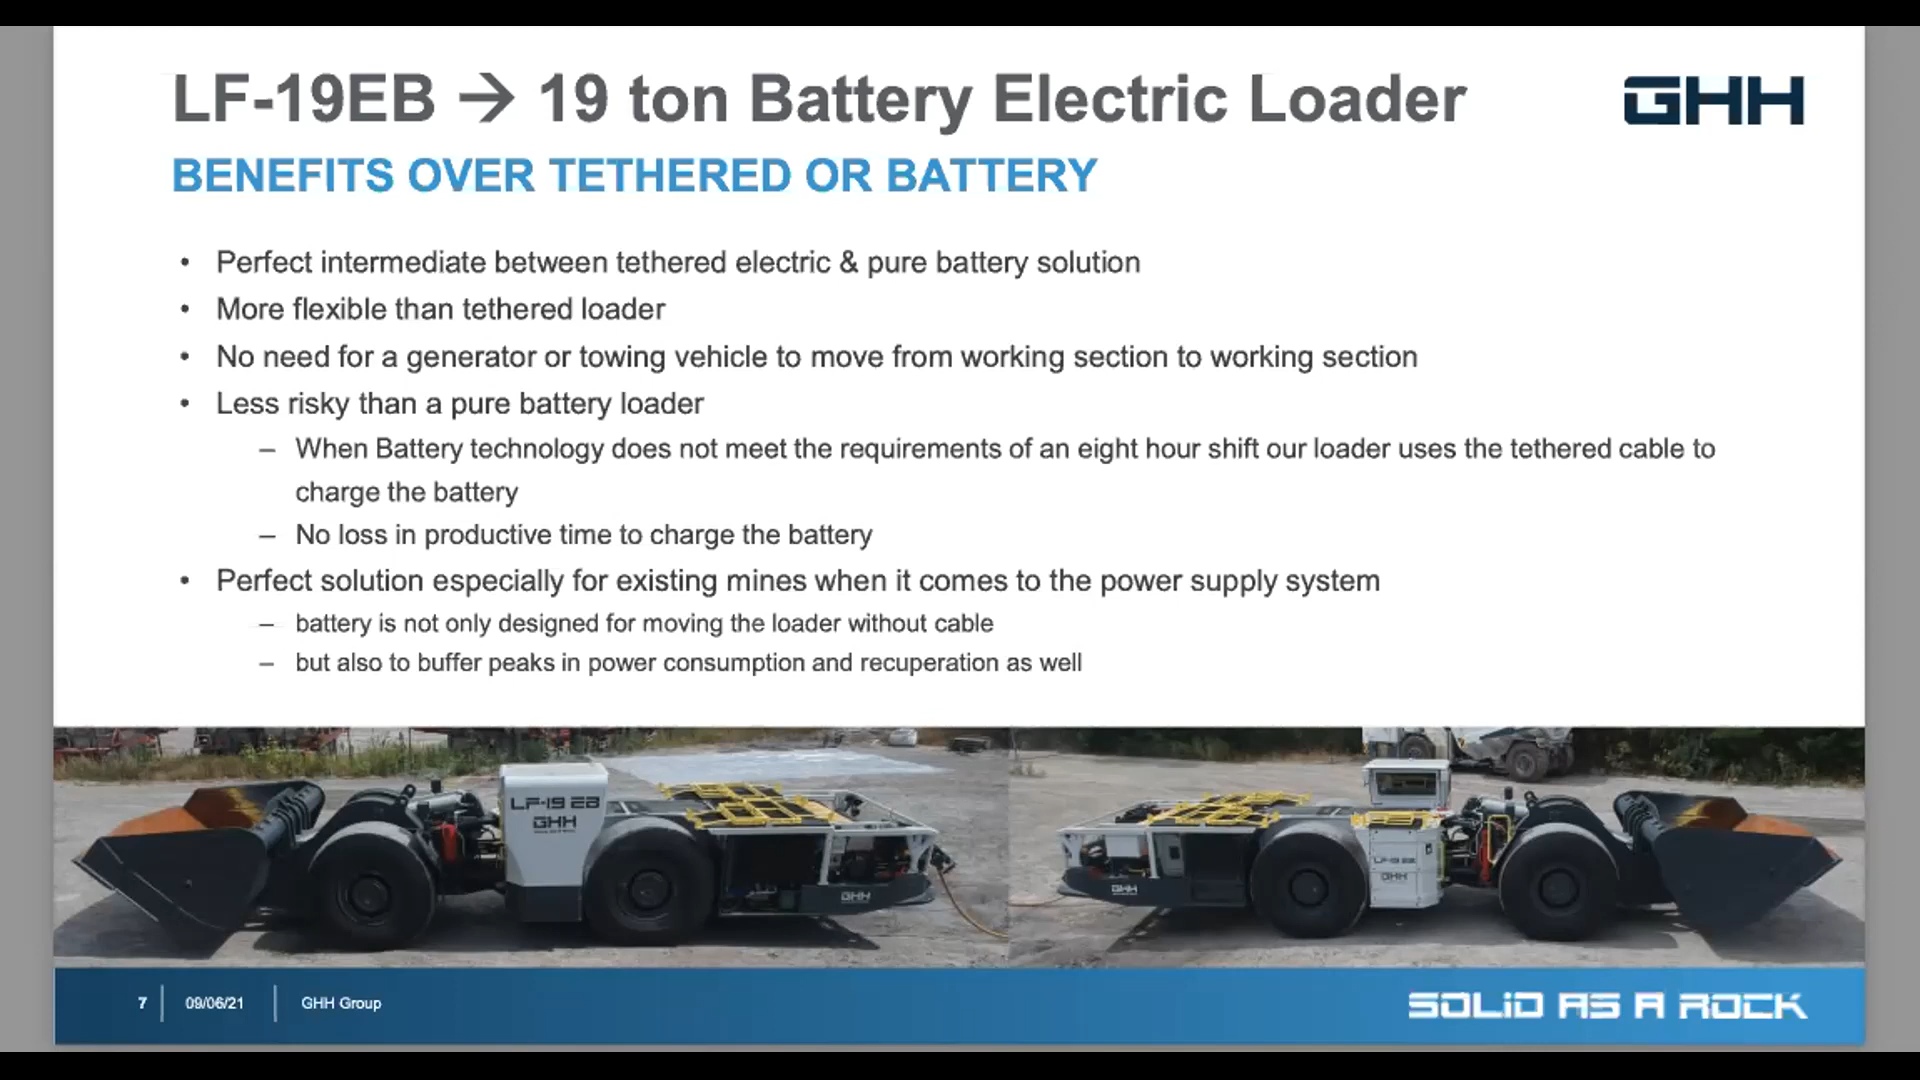 LF-19EB → 19 ton Battery Electric Loader
GHH
BENEFITS OVER TETHERED OR BATTERY
• Perfect intermediate between tethered electric & pure battery solution
• More flexible than tethered loader
• No need for a generator or towing vehicle to move from working section to working section
• Less risky than a pure battery loader
– When Battery technology does not meet the requirements of an eight hour shift our loader uses the tethered cable to
charge the battery
– No loss in productive time to charge the battery
• Perfect solution especially for existing mines when it comes to the power supply system
– battery is not only designed for moving the loader without cable
– but also to buffer peaks in power consumption and recuperation as well
LF-19 EB
GHH
GHH
LF-19 EB
GHH
GHH
7
09/06/21
GHH Group
SOLID AS A ROCK